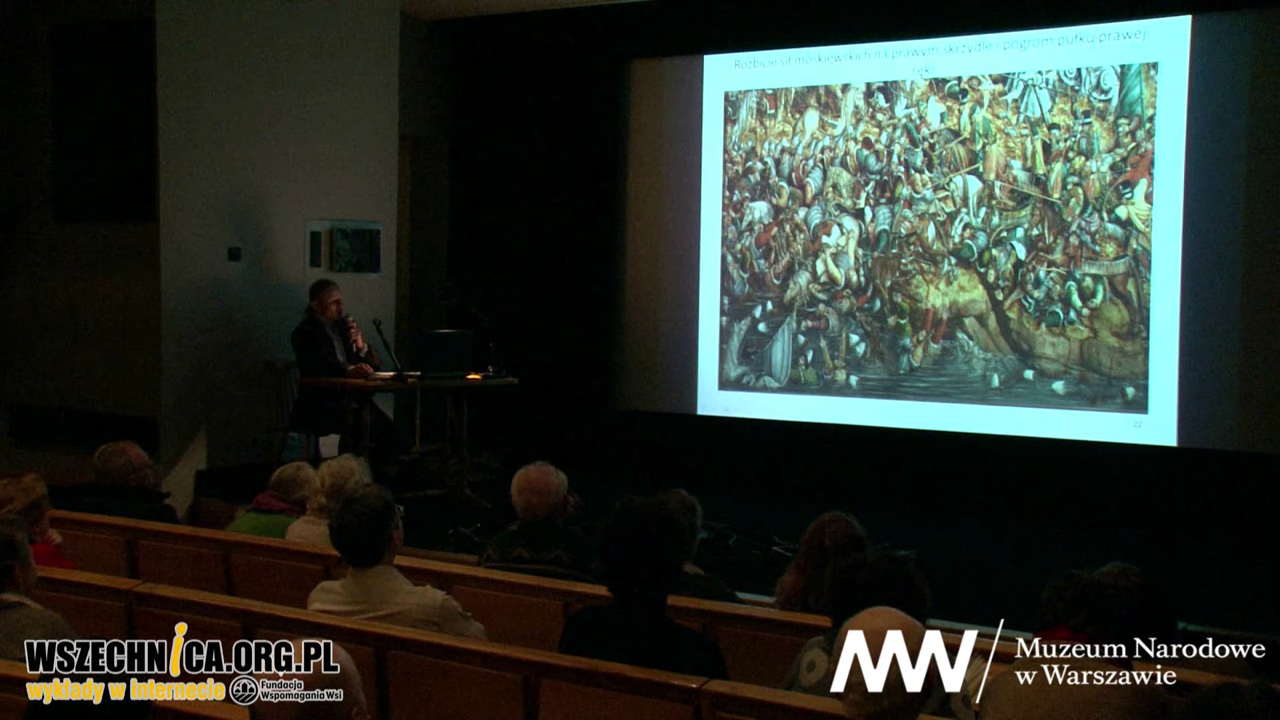 Rozbicie sił moskiewskich na prawym skrzydle i pogrom pułku prawej
ręki
22
WSZECHNICA.ORG.PL
wykłady w internecie
Fundacja
Wspomagania Wsi
MNW
Muzeum Narodowe
w Warszawie